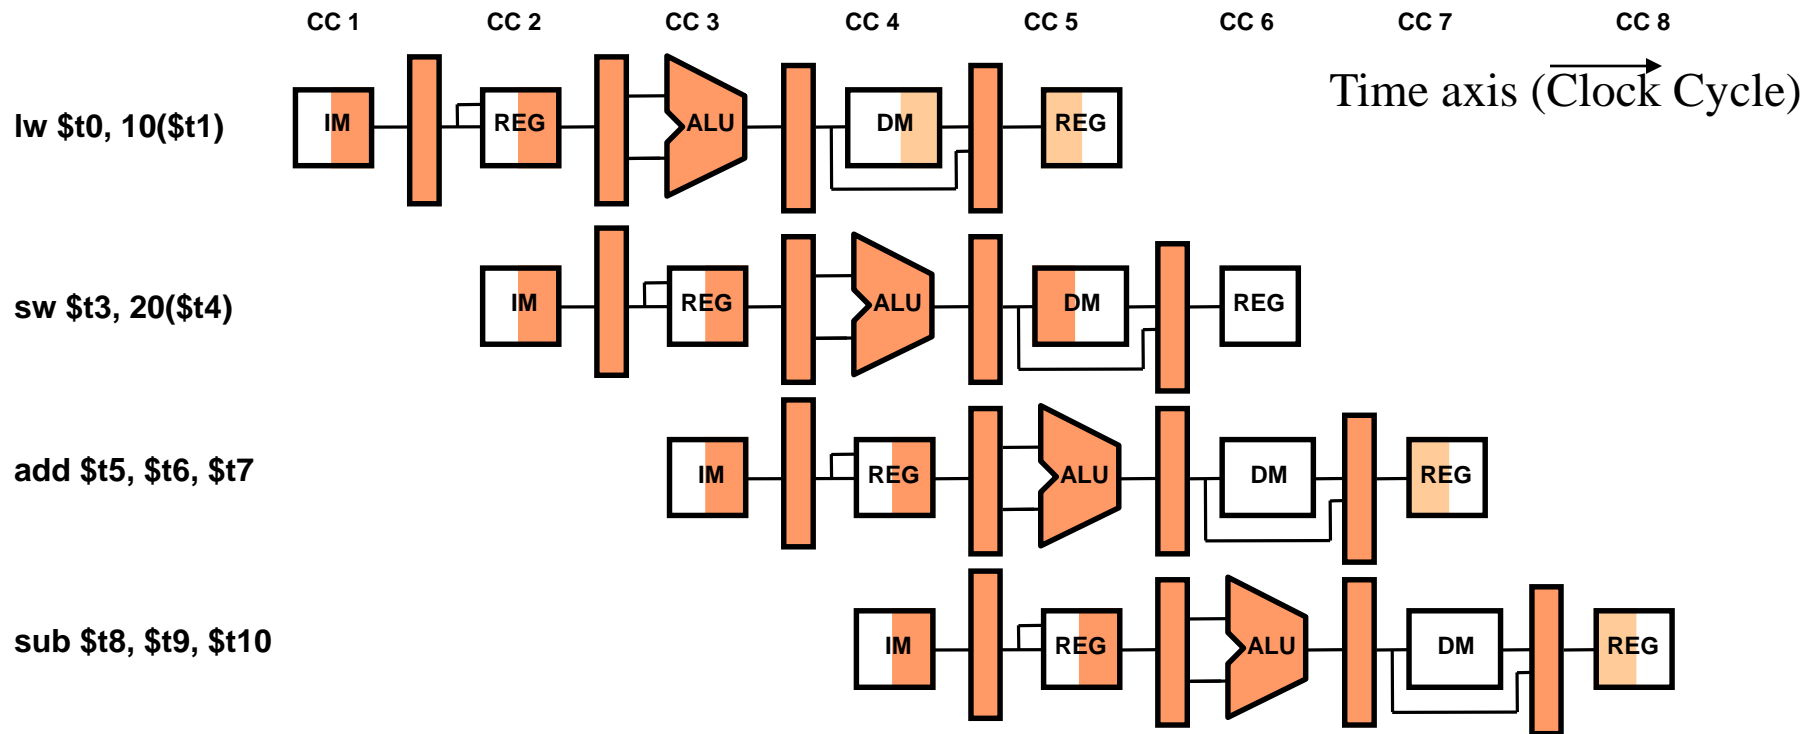 CC 1 CC 2 CC 3 CC 4 CC 5 CC 6 CC 7 CC 8
Time axis (Clock Cycle)
lw $t0, 10($t1) IM REG ALU DM REG
sw $t3, 20($t4) IM REG ALU DM REG
add $t5, $t6, $t7 IM REG ALU DM REG
sub $t8, $t9, $t10 IM REG ALU DM REG